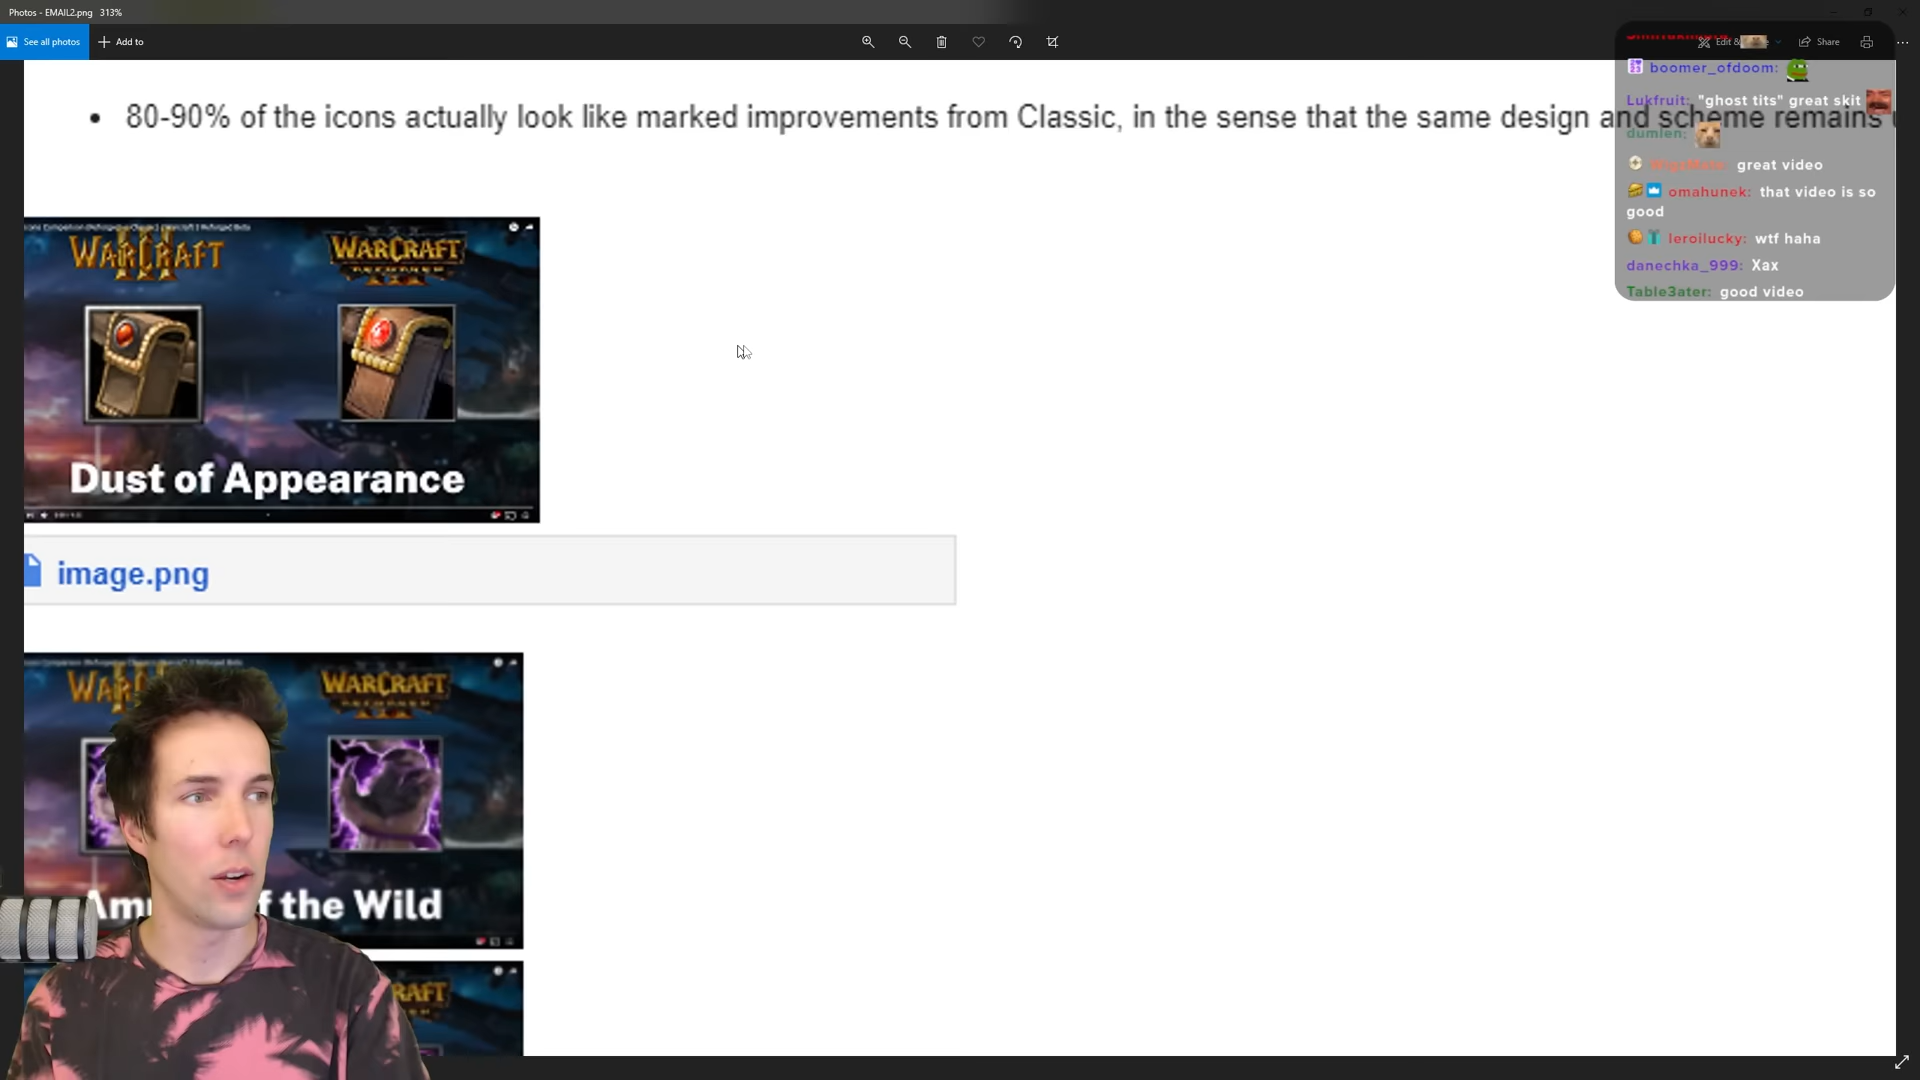 Photos - EMAIL2.png 313%
See all photos
Add to
Share
boomer_ofdoom:
80-90% of the icons actually look like marked improvements from Classic, in the sense that the same design and scheme remains
Lukfruit: "ghost tits" great skit
dumien:
great video
omahunek: that video is so
good
leroilucky: wtf haha
danechka_999: Xax
Table3ater: good video
WARCRAFT
III
WARCRAFT
REFORGED
Dust of Appearance
image.png
WARCRAFT
the Wild